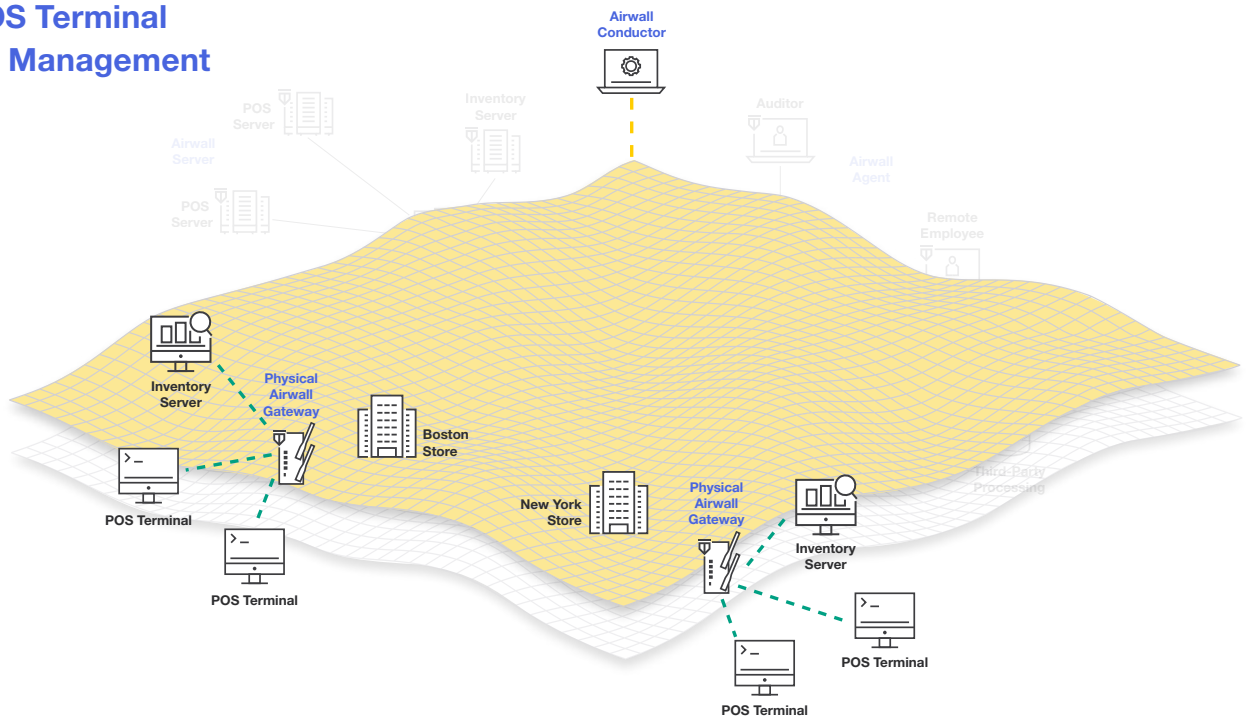 OS Terminal
Management
Airwall
Conductor
POS
Server
Inventory
Server
Auditor
Airwall
Server
Airwall
Agent
POS
Server
Remote
Employee
Inventory
Server
Physical
Airwall
Gateway
Boston
Store
>_
POS Terminal
>_
POS Terminal
New York
Store
Physical
Airwall
Gateway
Third-Party
Processing
Inventory
Server
>_
POS Terminal
>_
POS Terminal